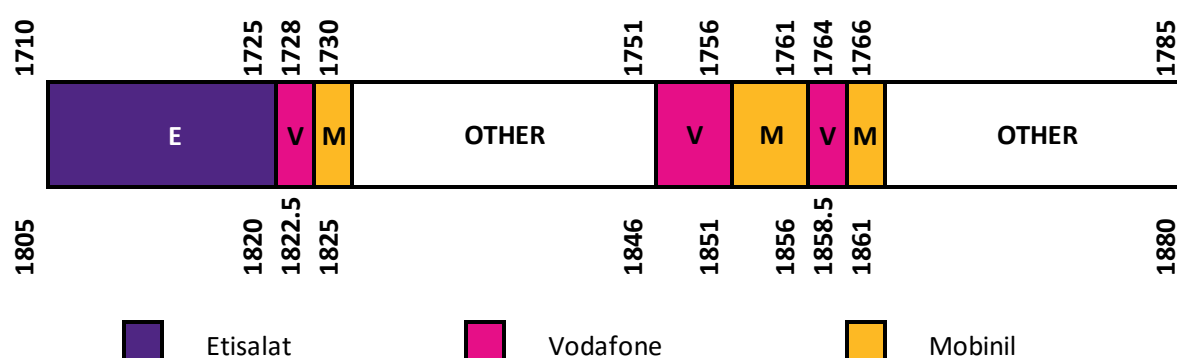 1710 1725 1728 1730 1751 1756 1761 1764 1766 1785
E V M OTHER V M V M OTHER
1805 1820 1822.5 1825 1846 1851 1856 1858.5 1861 1880
Etisalat Vodafone Mobinil